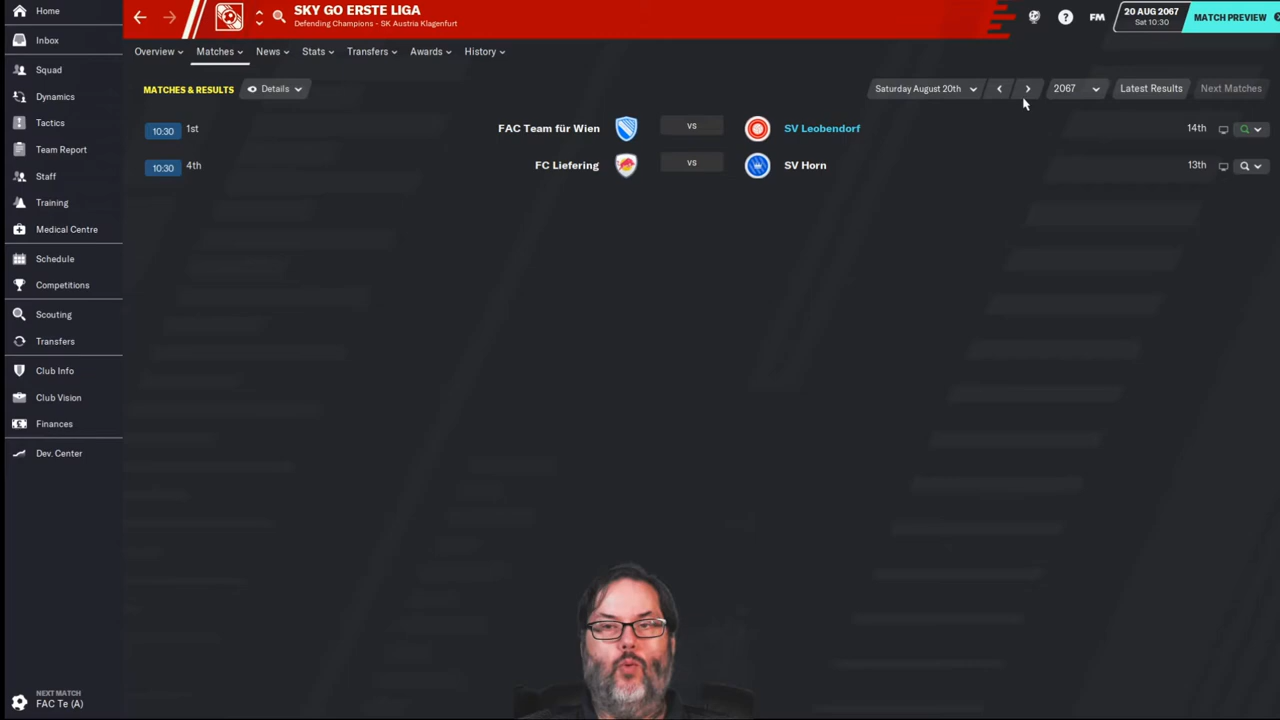 Home
SKY GO ERSTE LIGA
Defending Champions - SK Austria Klagenfurt
FM
20 AUG 2067
Sat 10:30
MATCH PREVIEW
Inbox
Squad
Dynamics
Tactics
Team Report
Staff
Training
Medical Centre
Schedule
Competitions
Scouting
Transfers
Club Info
Club Vision
Finances
Dev. Center
NEXT MATCH
FAC Te (A)
Overview Matches News Stats Transfers Awards History
MATCHES & RESULTS Details Saturday August 20th 2067 Latest Results Next Matches
10:30 1st FAC Team für Wien vs SV Leobendorf 14th
10:30 4th FC Liefering vs SV Horn 13th